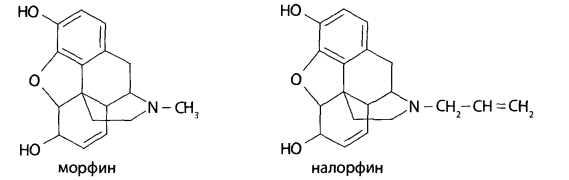 HO HO
O O
N – CH₃ N – CH₂ – CH = CH₂
HO HO
морфин налорфин